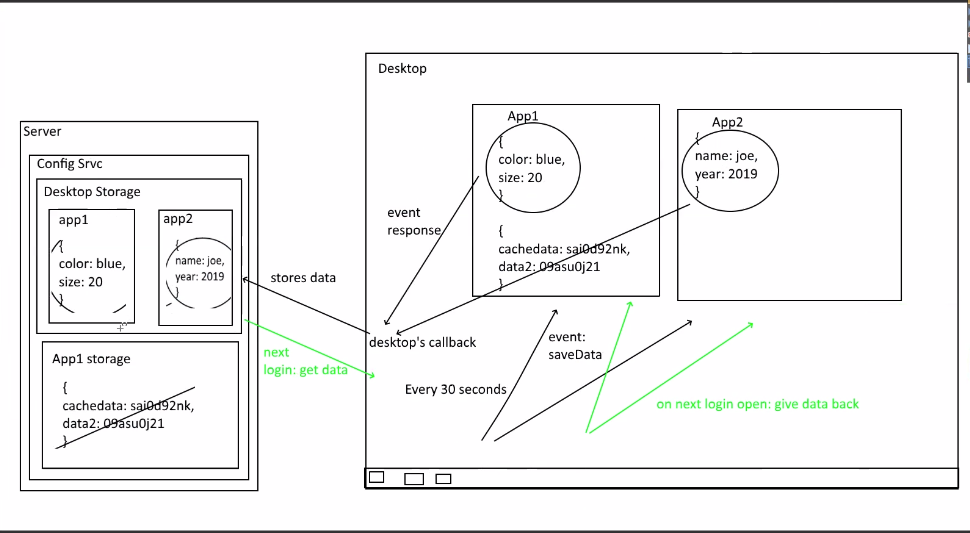 Server
Config Srvc
Desktop Storage
app1
{
color: blue,
size: 20
}
app2
{
name: joe,
year: 2019
}
App1 storage
{
cachedata: sai0d92nk,
data2: 09asu0j21
}
stores data
next
login: get data
Desktop
App1
{
color: blue,
size: 20
}
{
cachedata: sai0d92nk,
data2: 09asu0j21
}
App2
{
name: joe,
year: 2019
}
event
response
desktop's callback
event:
saveData
Every 30 seconds
on next login open: give data back